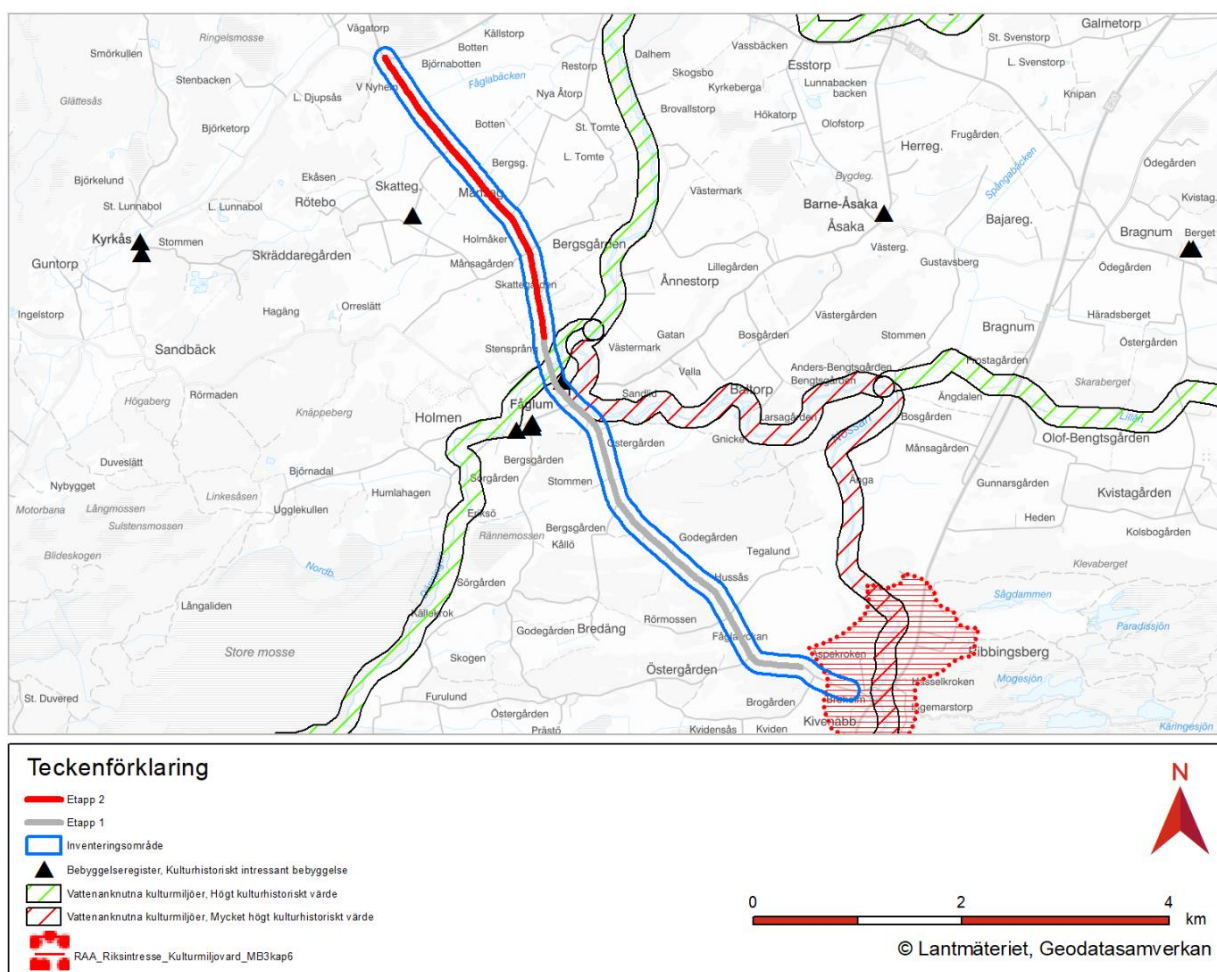 Ringelsmosse
Vågatorp
Källstorp
Galmetorp
Smörkullen
Botten
Dalhem
Vassbäcken
St. Svenstorp
Björnabotten
Restorp
Skogsbo
Esstorp
L. Svenstorp
Stenbacken
V Nyhem
Fåglabäcken
Kyrkeberga
Lunnabacken
backen
Glättesås
L. Djupsås
Nya Åtorp
Brovallstorp
Hökatorp
Knipan
Björketorp
Botten
St. Tomte
Olofstorp
Frugården
Herreg.
Bergsg.
L. Tomte
Spångabäcken
Ödegården
Björkelund
Ekåsen
Skatteg.
Bygdeg.
St. Lunnabol
L. Lunnabol
Rötebo
Västermark
Barne-Åsaka
Kvistag.
Kyrkås
Stommen
Holmåker
Bergsgården
Åsaka
Bajareg.
Bragnum
Berget
Guntorp
Skräddaregården
Månsagården
Lillegården
Västerg.
Gustavsberg
Ödegården
Skattegården
Ånnestorp
Ingelstorp
Hagäng
Orreslätt
Västergården
Häradsberget
Gatan
Bosgården
Stommen
Bragnum
Östergården
Sandbäck
Stenspräng
Västermark
Valla
Anders-Bengtsgården
Bengtsgården
Frostagården
Skaraberget
Högaberg
Rörmaden
Sandlid
Baltorp
Ängdalen
Knäppeberg
Holmen
Fåglum
Larsagården
Bosgården
Lillån
Östergården
Gnicke
Nossan
Månsagården
Olof-Bengtsgården
Duveslätt
Björnadal
Bergsgården
Sörgården
Stommen
Änga
Gunnarsgården
Nybygget
Linkesåsen
Humlahagen
Kvistagården
Motorbana
Långmossen
Ugglekullen
Eriksö
Bergsgården
Heden
Sulstensmossen
Rännemossen
Källö
Godegården
Kolsbogården
Blideskogen
Tegalund
Nordb.
Sörgården
Hussås
Klevaberget
Långaliden
Källekrok
Rörmossen
Sågdammen
Godegården
Bredäng
Paradissjön
Store mosse
Skogen
Östergården
Aspekroken
Ribbingsberg
St. Duvered
Furulund
Hasselkroken
Mogesjön
Brogården
Ingemarstorp
Östergården
Kivenäbb
Prästö
Kvidensås
Kviden
Käringesjön
Teckenförklaring
Etapp 2
Etapp 1
Inventeringsområde
Bebyggelseregister, Kulturhistoriskt intressant bebyggelse
Vattenanknutna kulturmiljöer, Högt kulturhistoriskt värde
Vattenanknutna kulturmiljöer, Mycket högt kulturhistoriskt värde
RAA_Riksintresse_Kulturmiljovard_MB3kap6
N
0 2 4
km
© Lantmäteriet, Geodatasamverkan